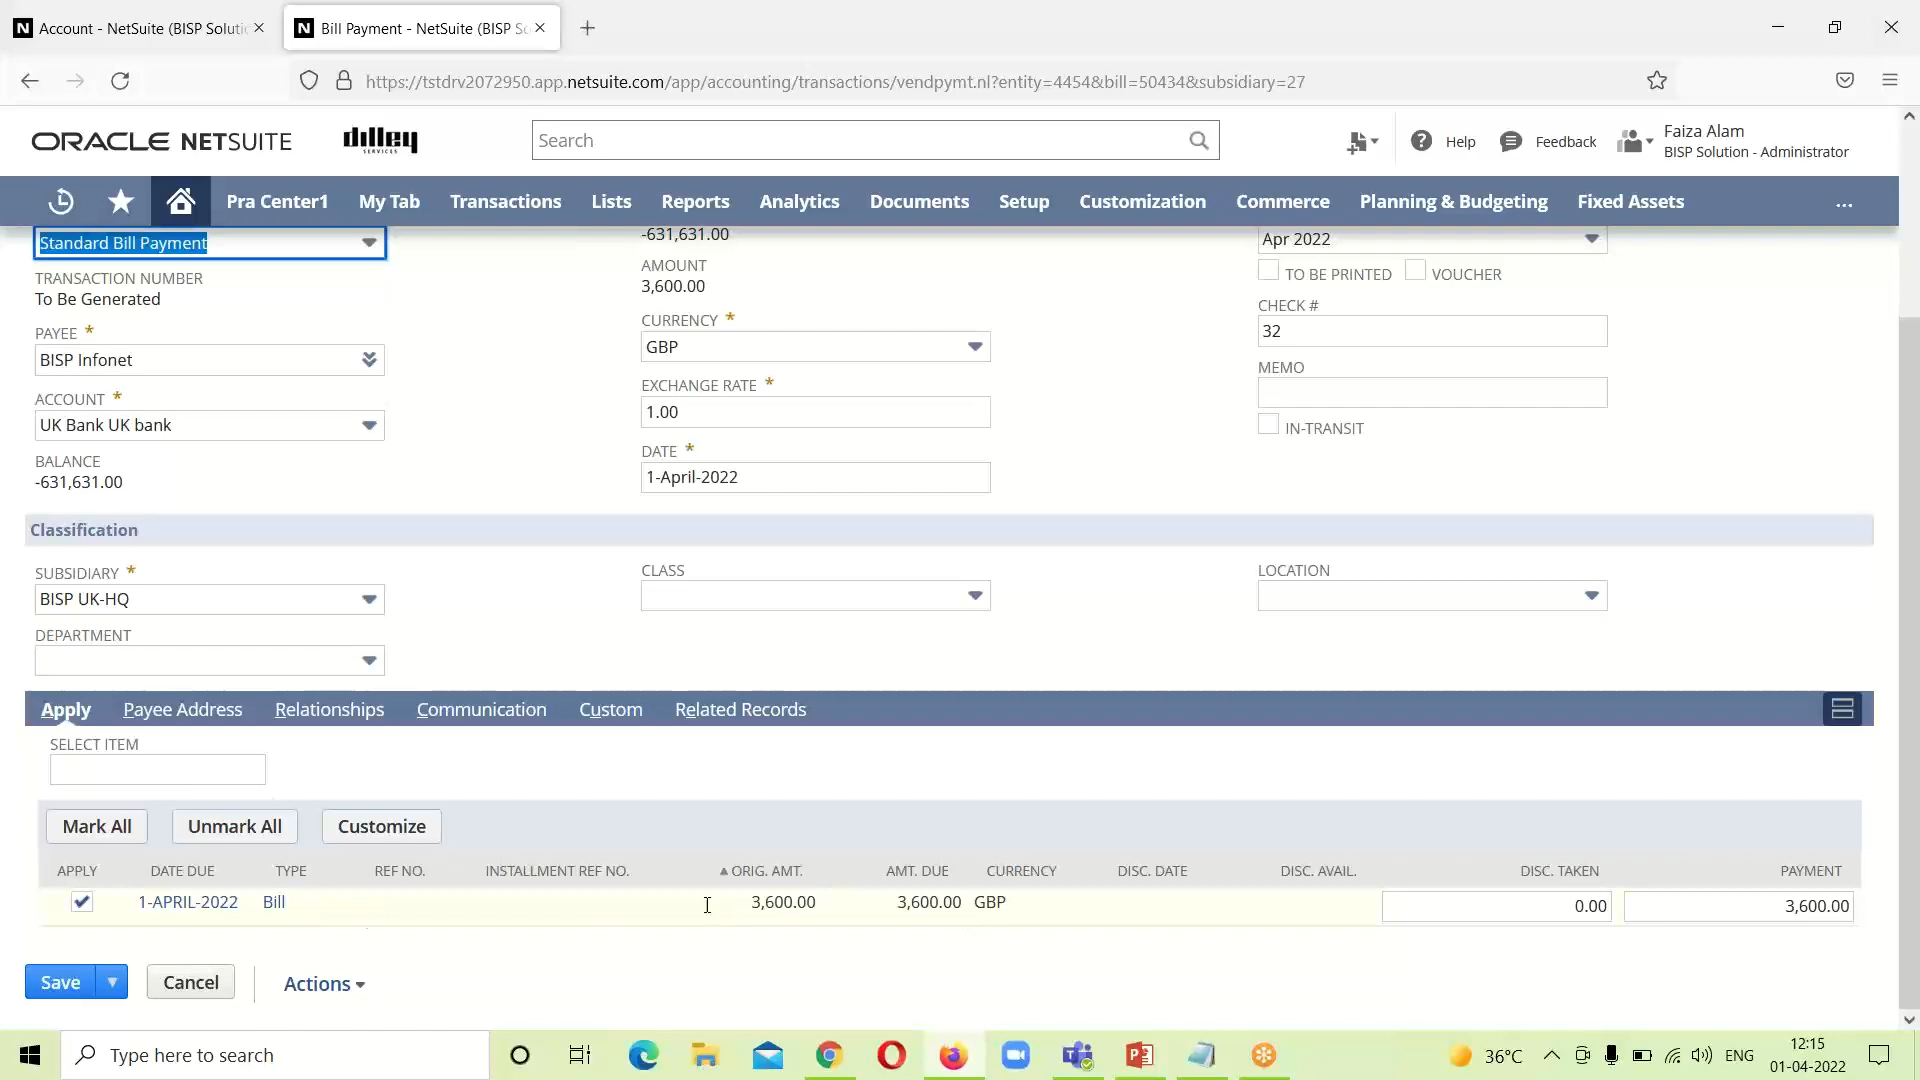 Account - NetSuite (BISP Soluti
Bill Payment - NetSuite (BISP So
https://tstdrv2072950.app.netsuite.com/app/accounting/transactions/vendpymt.nl?entity=4454&bill=50434&subsidiary=27
ORACLE NETSUITE
dilley
SERVICES
Search
Help
Feedback
Faiza Alam
BISP Solution - Administrator
Pra Center1 My Tab Transactions Lists Reports Analytics Documents Setup Customization Commerce Planning & Budgeting Fixed Assets ...
Standard Bill Payment
-631,631.00
Apr 2022
TRANSACTION NUMBER
To Be Generated
AMOUNT
3,600.00
TO BE PRINTED
VOUCHER
PAYEE *
BISP Infonet
CURRENCY *
GBP
CHECK #
32
ACCOUNT *
UK Bank UK bank
EXCHANGE RATE *
1.00
MEMO
IN-TRANSIT
BALANCE
-631,631.00
DATE *
1-April-2022
Classification
SUBSIDIARY *
BISP UK-HQ
CLASS
LOCATION
DEPARTMENT
Apply Payee Address Relationships Communication Custom Related Records
SELECT ITEM
Mark All Unmark All Customize
APPLY DATE DUE TYPE REF NO. INSTALLMENT REF NO. ORIG. AMT. AMT. DUE CURRENCY DISC. DATE DISC. AVAIL. DISC. TAKEN PAYMENT
1-APRIL-2022 Bill 3,600.00 3,600.00 GBP 0.00 3,600.00
Save Cancel Actions
Type here to search
36°C
ENG
12:15
01-04-2022